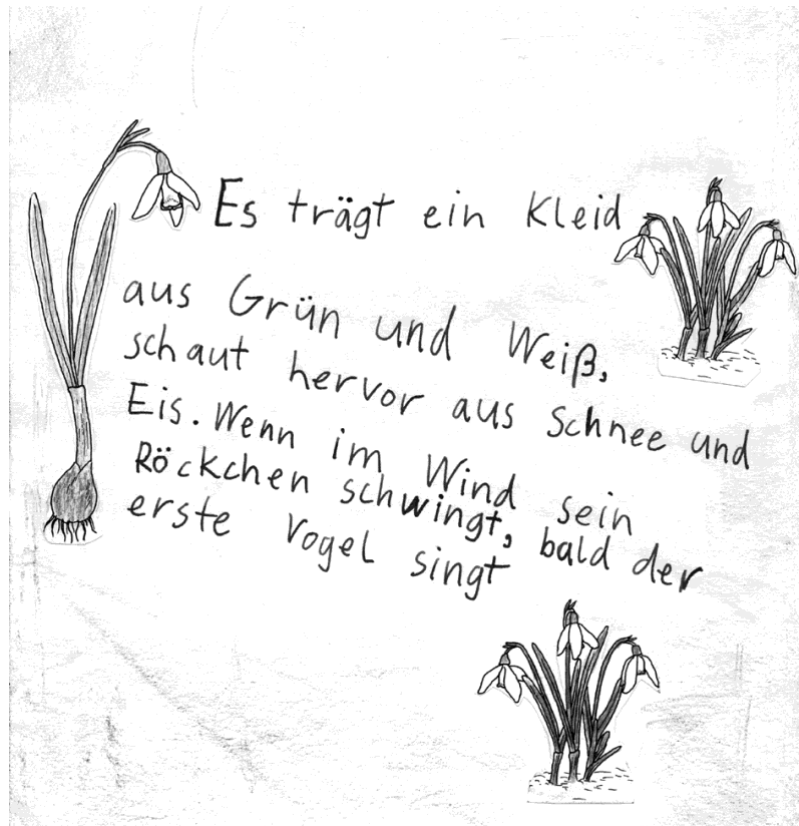 Es trägt ein Kleid
aus Grün und Weiß,
schaut hervor aus Schnee und
Eis. Wenn im Wind sein
Röckchen schwingt, bald der
erste Vogel singt